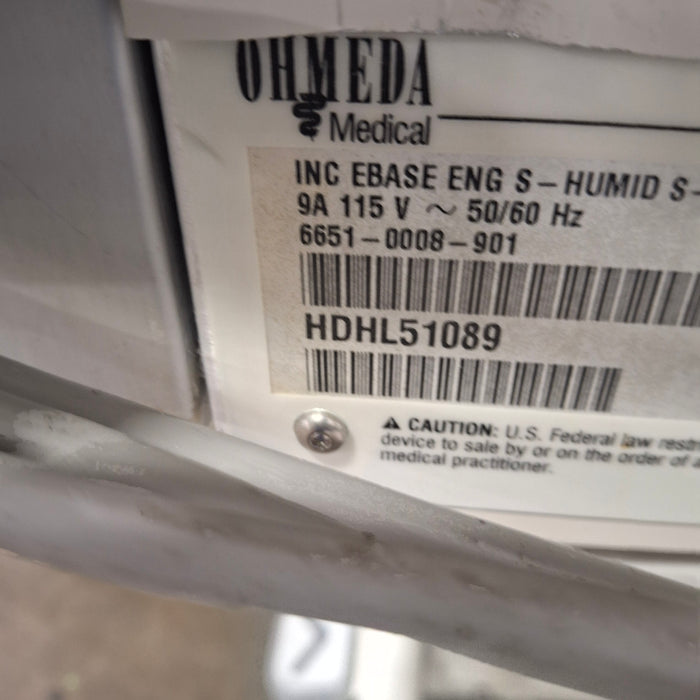 OHMEDA
Medical
INC EBASE ENG S-HUMID S-
9A 115 V ~ 50/60 Hz
6651-0008-901
HDHL51089
⚠ CAUTION: U.S. Federal law restri
device to sale by or on the order of a
medical practitioner.